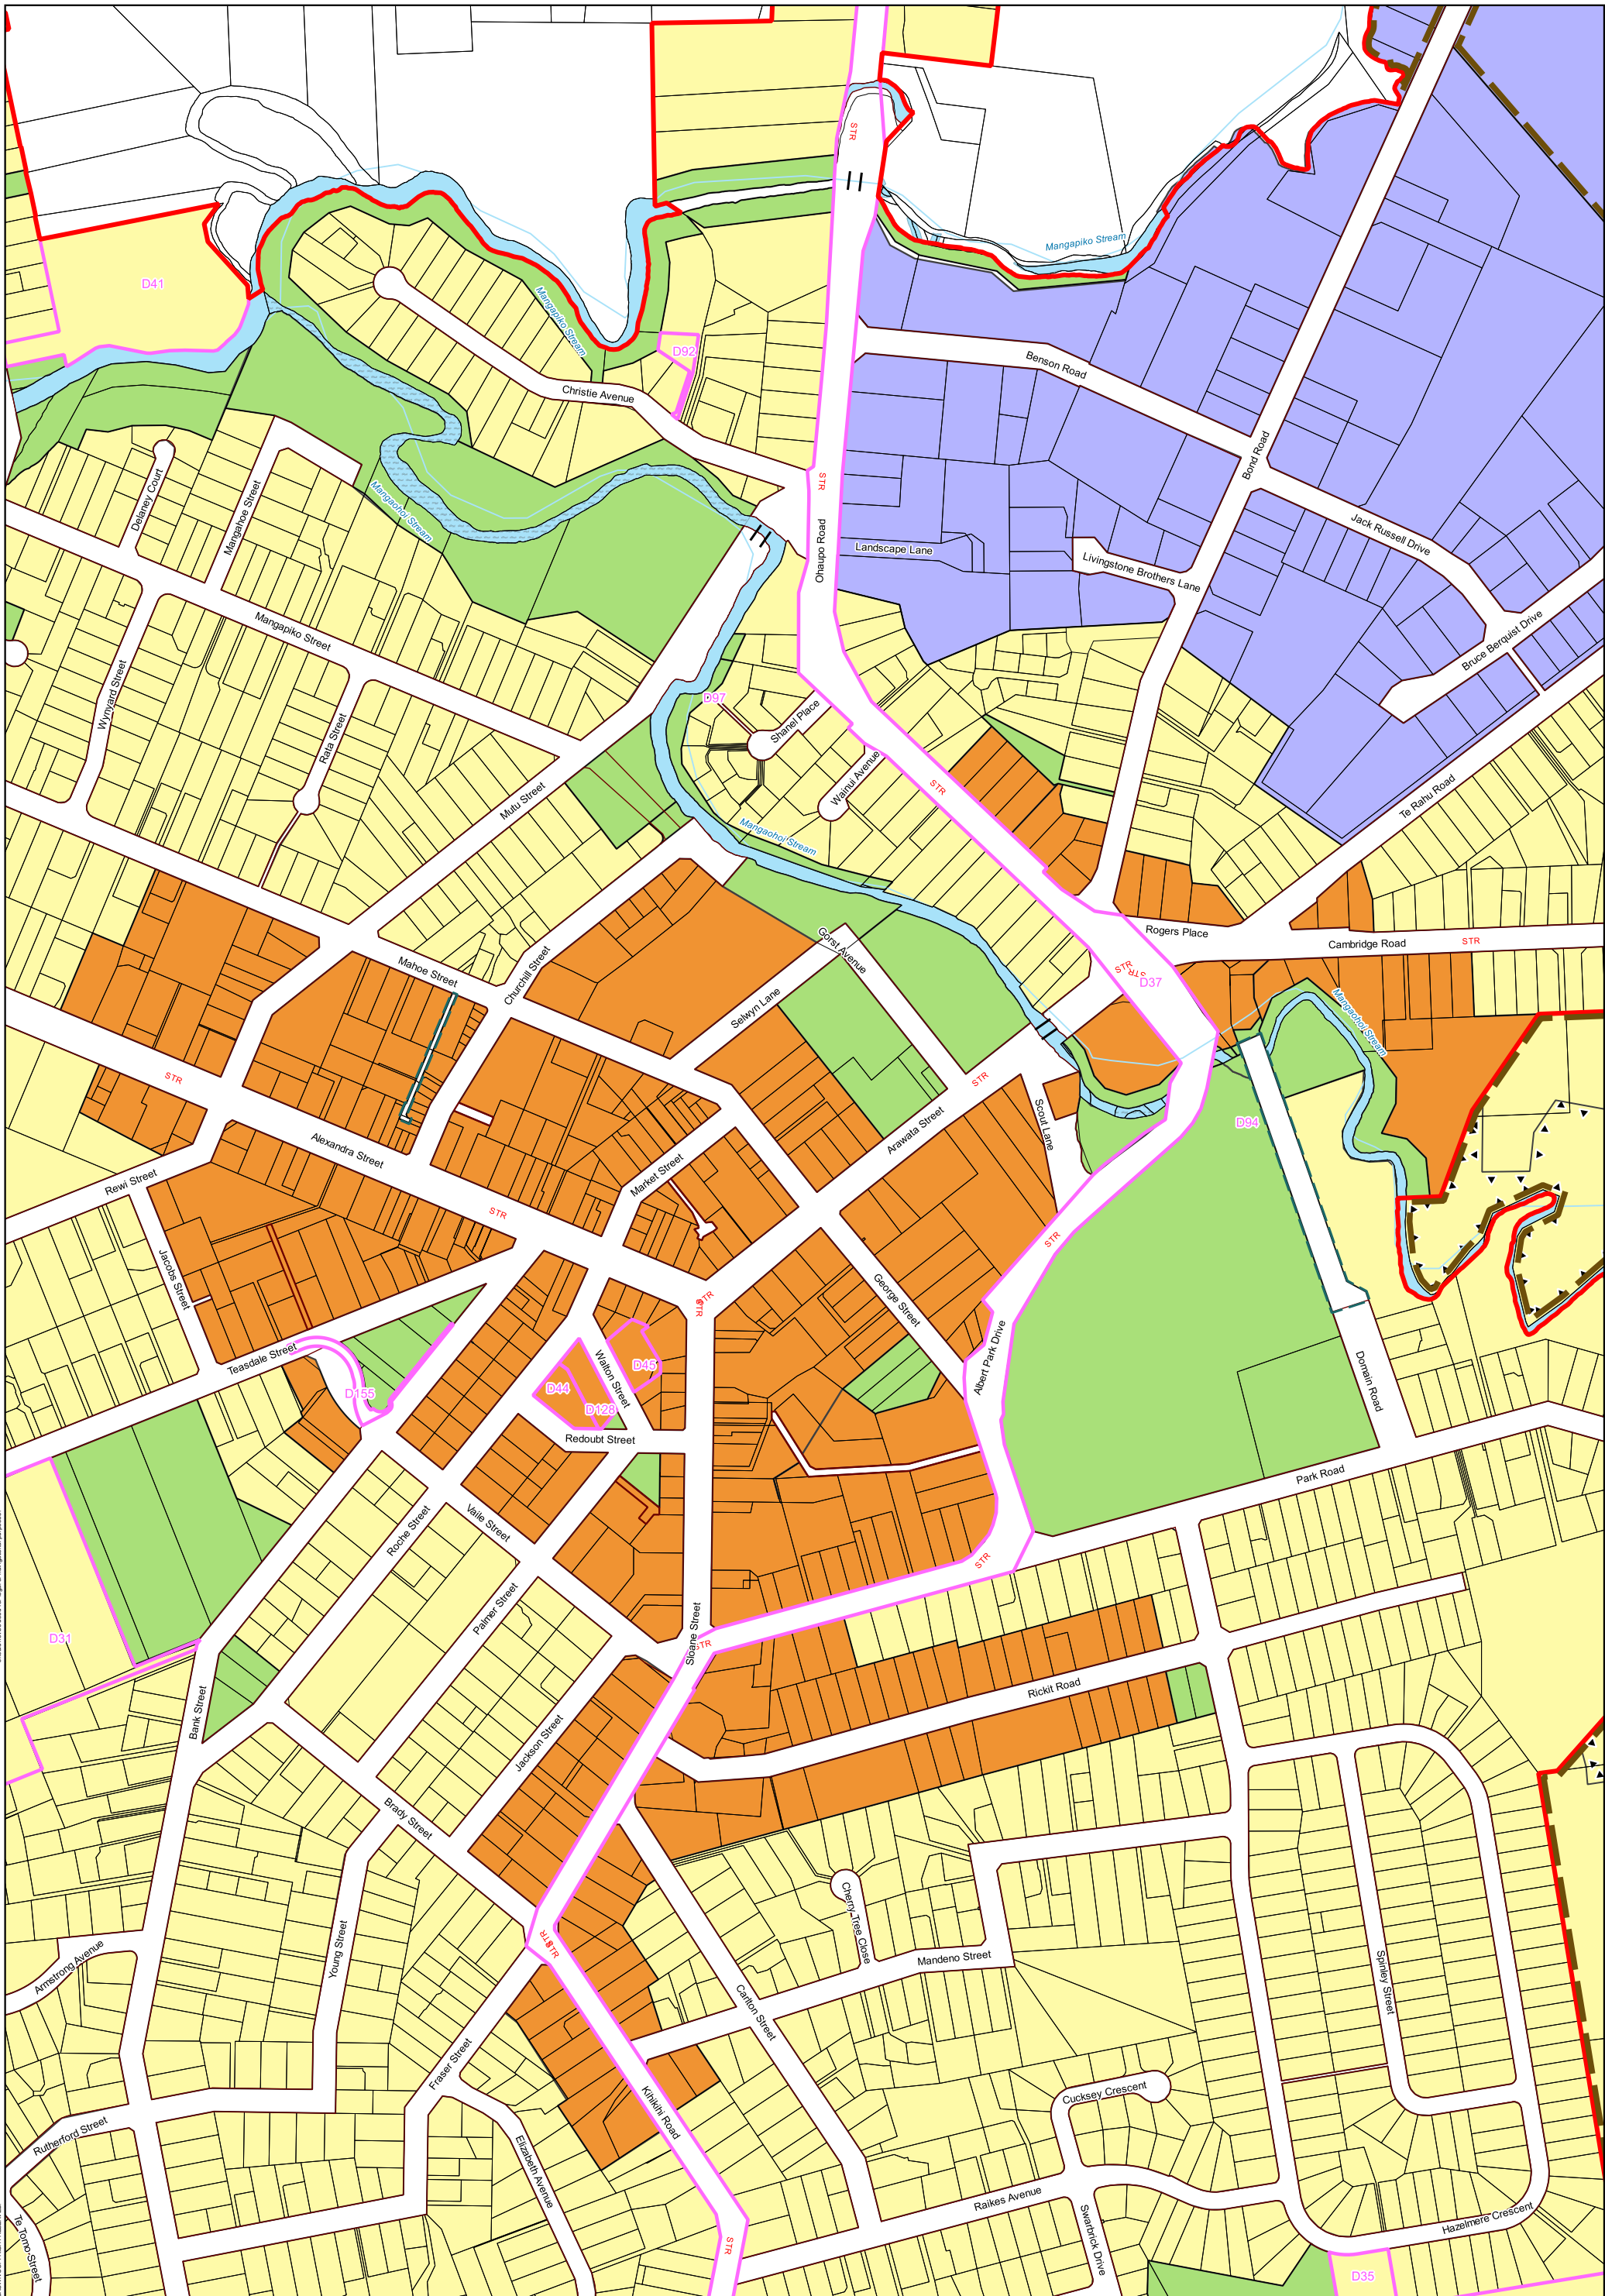 STR
Mangapiko Stream
D41
Mangapiko Stream
D92
Benson Road
Christie Avenue
Bond Road
STR
Delaney Court
Mangahoe Street
Mangaohoi Stream
Ohaupo Road
Landscape Lane
Jack Russell Drive
Livingstone Brothers Lane
Mangapiko Street
Bruce Berquist Drive
Wynyard Street
D97
Shanel Place
Rata Street
Wainui Avenue
STR
Mutu Street
Te Rahu Road
Mangaohoi Stream
Rogers Place
Cambridge Road
STR
Gorst Avenue
Mahoe Street
Churchill Street
STR
STR
D37
Selwyn Lane
Mangaohoi Stream
STR
STR
Scout Lane
Arawata Street
D94
Alexandra Street
Market Street
Rewi Street
STR
STR
Jacobs Street
George Street
STR
STR
Albert Park Drive
Teasdale Street
Walton Street
D45
D44
D155
D128
Domain Road
Redoubt Street
Park Road
Roche Street
Vaile Street
STR
Palmer Street
D31
Sloane Street
STR
Rickit Road
Bank Street
Jackson Street
Brady Street
Cherry Tree Close
Young Street
STR
STR
Armstrong Avenue
Mandeno Street
Spinley Street
Carlton Street
Fraser Street
Cucksey Crescent
Kihikihi Road
Rutherford Street
Elizabeth Avenue
Raikes Avenue
Swarbrick Drive
Hazelmere Crescent
Te Tomo Street
STR
D35